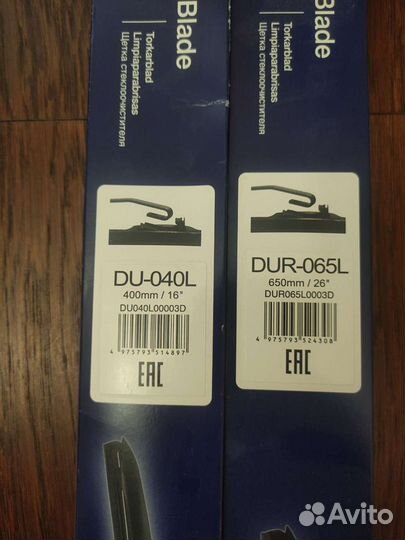 Blade
Torkarblad
Limpiaparabrisas
Щетка стеклоочистителя
Blade
Torkarblad
Limpiaparabrisas
Щетка стеклоочистителя
DU-040L
400mm / 16"
DU040L00003D
4 975793 514897
EAC
DUR-065L
650mm / 26"
DUR065L0003D
4 975793 524308
EAC
Avito